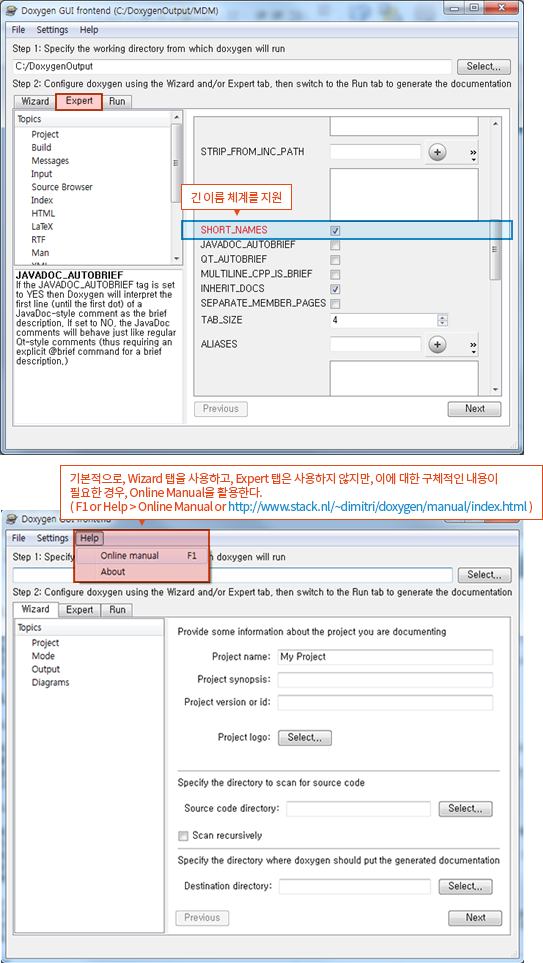 Doxygen GUI frontend (C:/DoxygenOutput/MDM)
File Settings Help
Step 1: Specify the working directory from which doxygen will run
C:/DoxygenOutput
Select...
Step 2: Configure doxygen using the Wizard and/or Expert tab, then switch to the Run tab to generate the documentation
Wizard Expert Run
Topics
Project
Build
Messages
Input
Source Browser
Index
HTML
LaTeX
RTF
Man
XML
STRIP_FROM_INC_PATH
긴 이름 체계를 지원
SHORT_NAMES
JAVADOC_AUTOBRIEF
QT_AUTOBRIEF
MULTILINE_CPP_IS_BRIEF
INHERIT_DOCS
SEPARATE_MEMBER_PAGES
TAB_SIZE 4
ALIASES
JAVADOC_AUTOBRIEF
If the JAVADOC_AUTOBRIEF tag is set
to YES then Doxygen will interpret the
first line (until the first dot) of a
JavaDoc-style comment as the brief
description. If set to NO, the JavaDoc
comments will behave just like regular
Qt-style comments (thus requiring an
explicit @brief command for a brief
description.)
Previous Next
기본적으로, Wizard 탭을 사용하고, Expert 탭은 사용하지 않지만, 이에 대한 구체적인 내용이
필요한 경우, Online Manual을 활용한다.
( F1 or Help > Online Manual or http://www.stack.nl/~dimitri/doxygen/manual/index.html )
Doxygen GUI frontend
File Settings Help
Online manual F1
About
Step 1: Specify doxygen will run
Select...
Step 2: Configure doxygen using the Wizard and/or Expert tab, then switch to the Run tab to generate the documentation
Wizard Expert Run
Topics
Project
Mode
Output
Diagrams
Provide some information about the project you are documenting
Project name: My Project
Project synopsis:
Project version or id:
Project logo: Select...
Specify the directory to scan for source code
Source code directory: Select...
Scan recursively
Specify the directory where doxygen should put the generated documentation
Destination directory: Select...
Previous Next